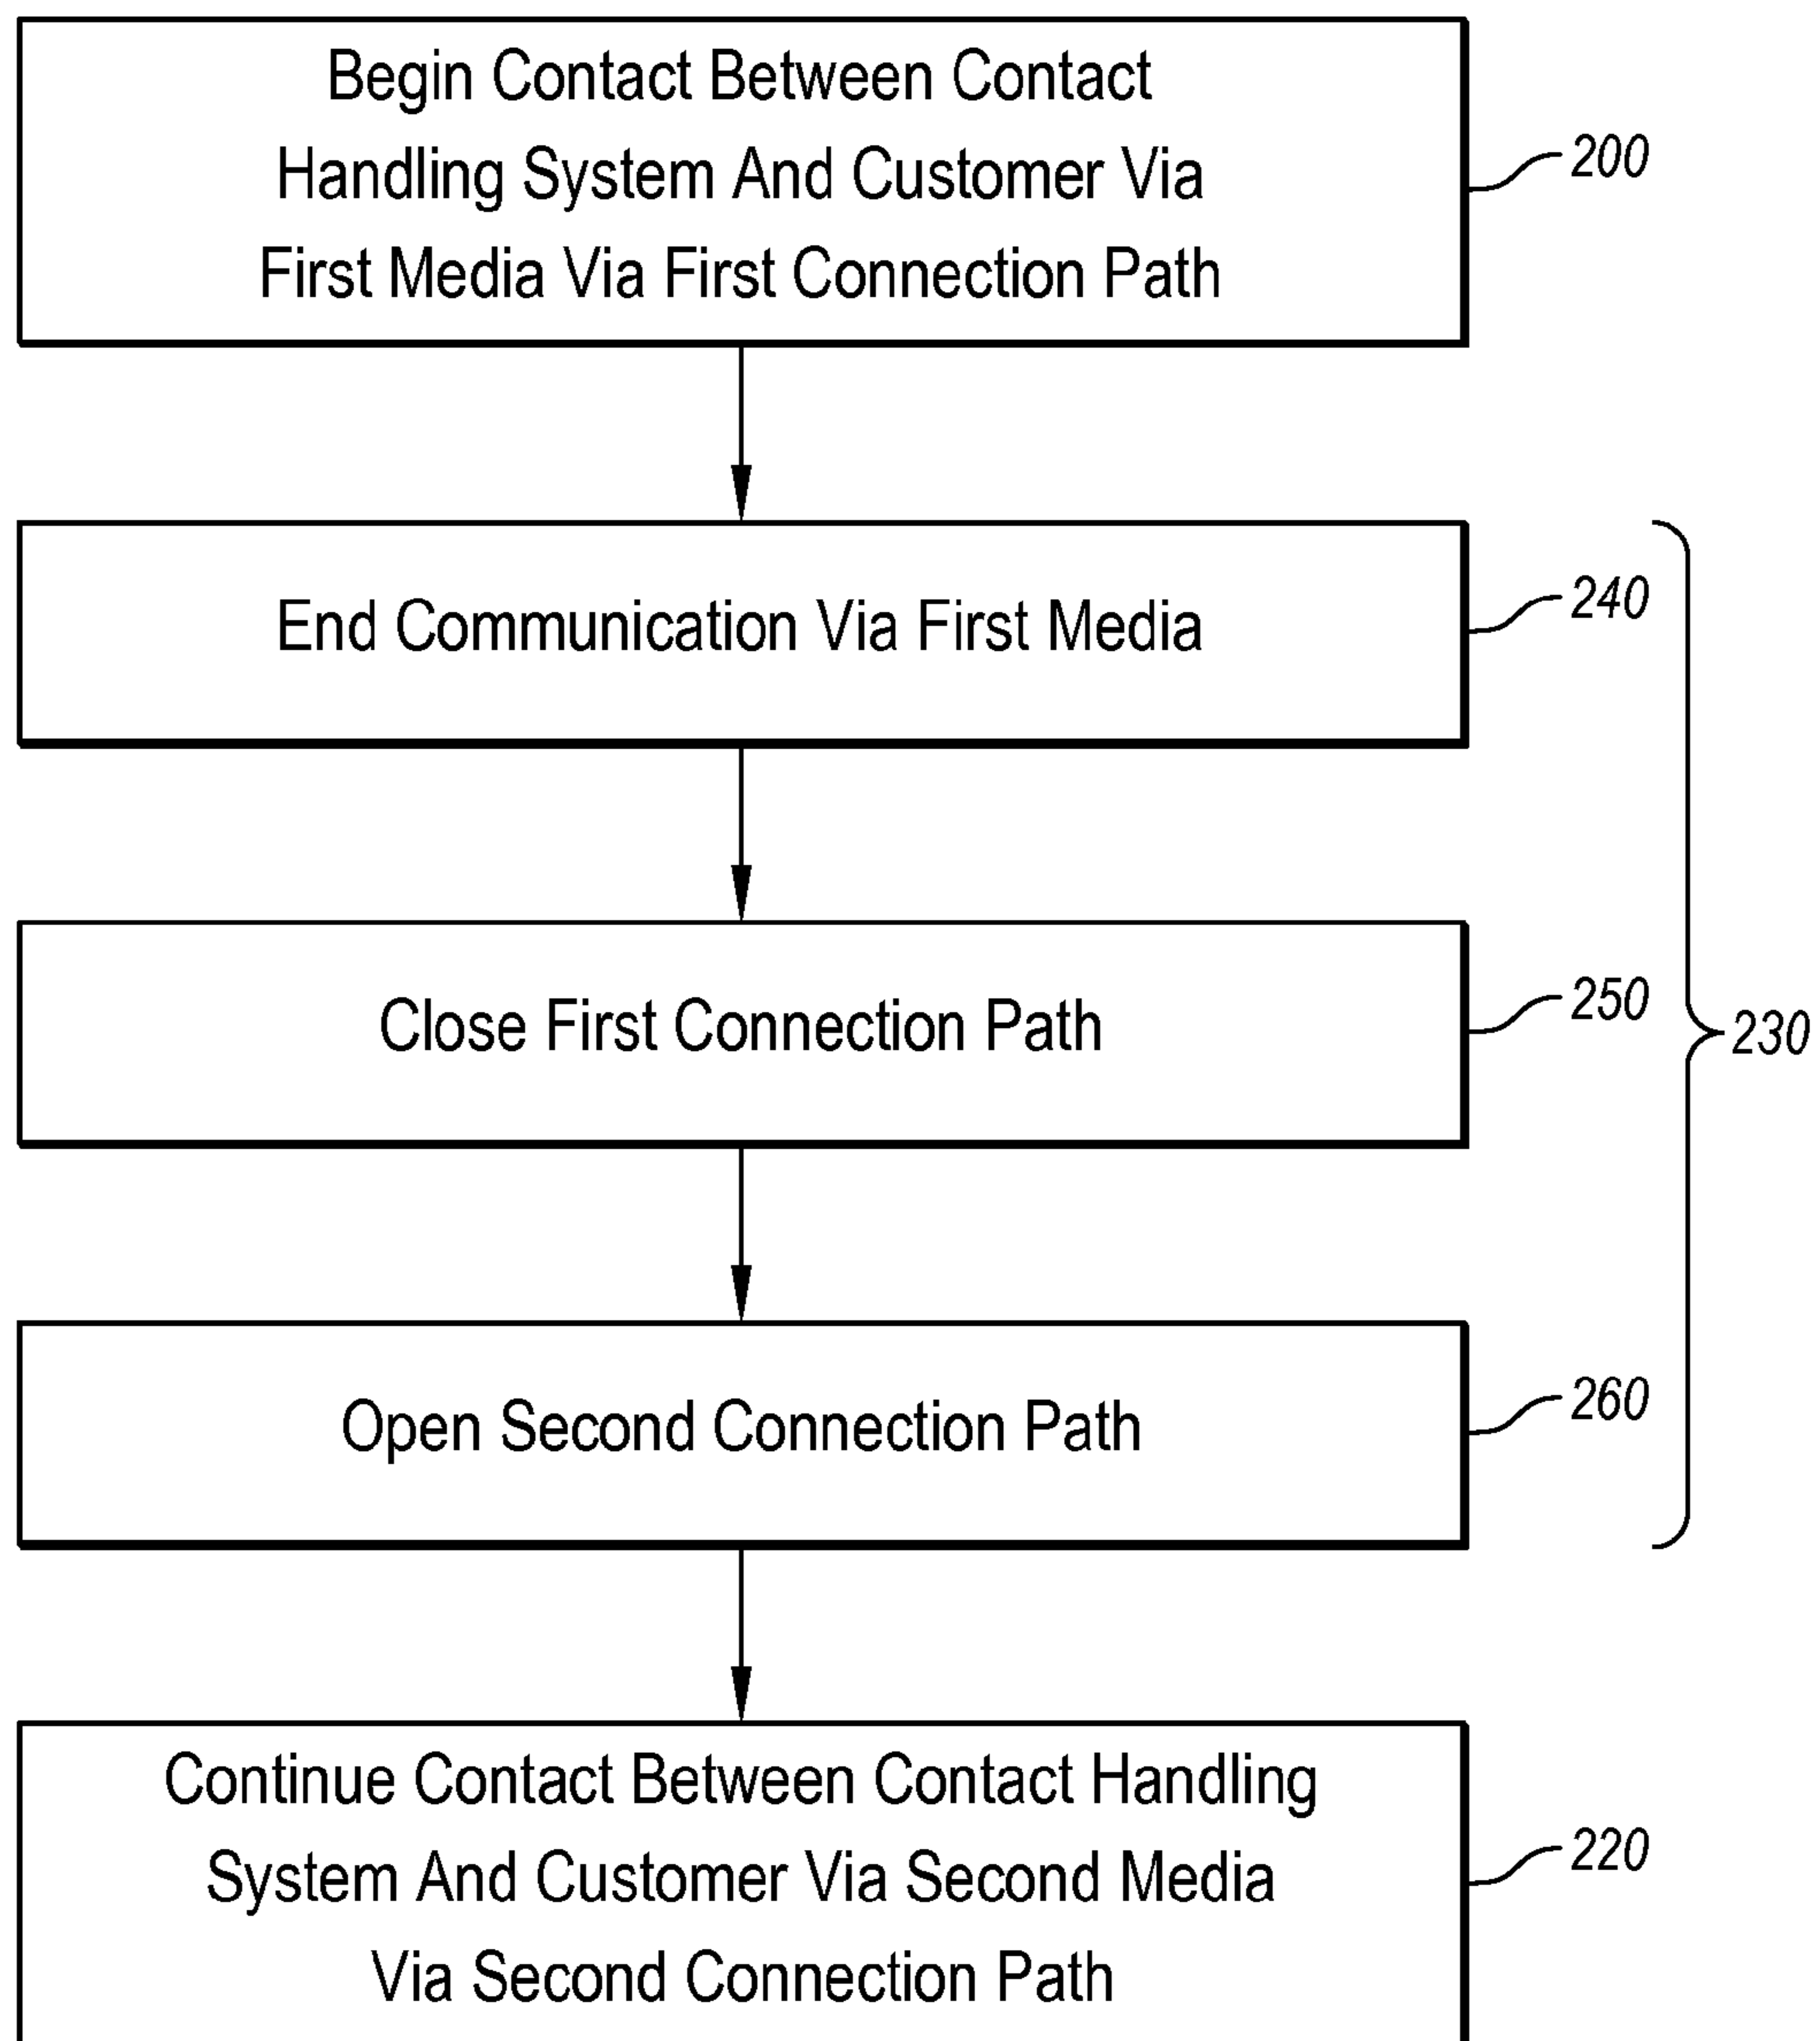 Begin Contact Between Contact
Handling System And Customer Via
First Media Via First Connection Path
200
End Communication Via First Media
240
Close First Connection Path
250
230
Open Second Connection Path
260
Continue Contact Between Contact Handling
System And Customer Via Second Media
Via Second Connection Path
220